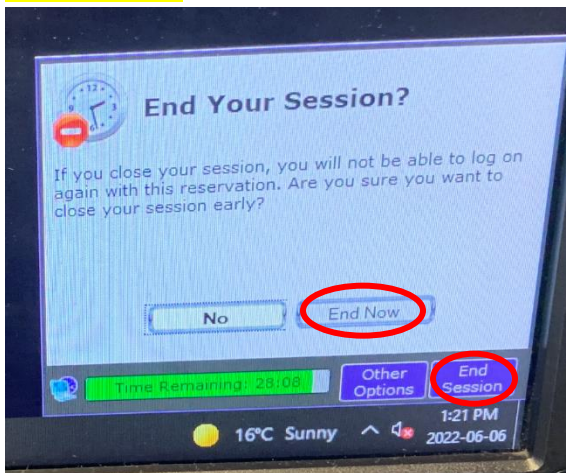 End Your Session?
If you close your session, you will not be able to log on
again with this reservation. Are you sure you want to
close your session early?
No
End Now
Time Remaining: 28:08
Other
Options
End
Session
16°C Sunny
1:21 PM
2022-06-06